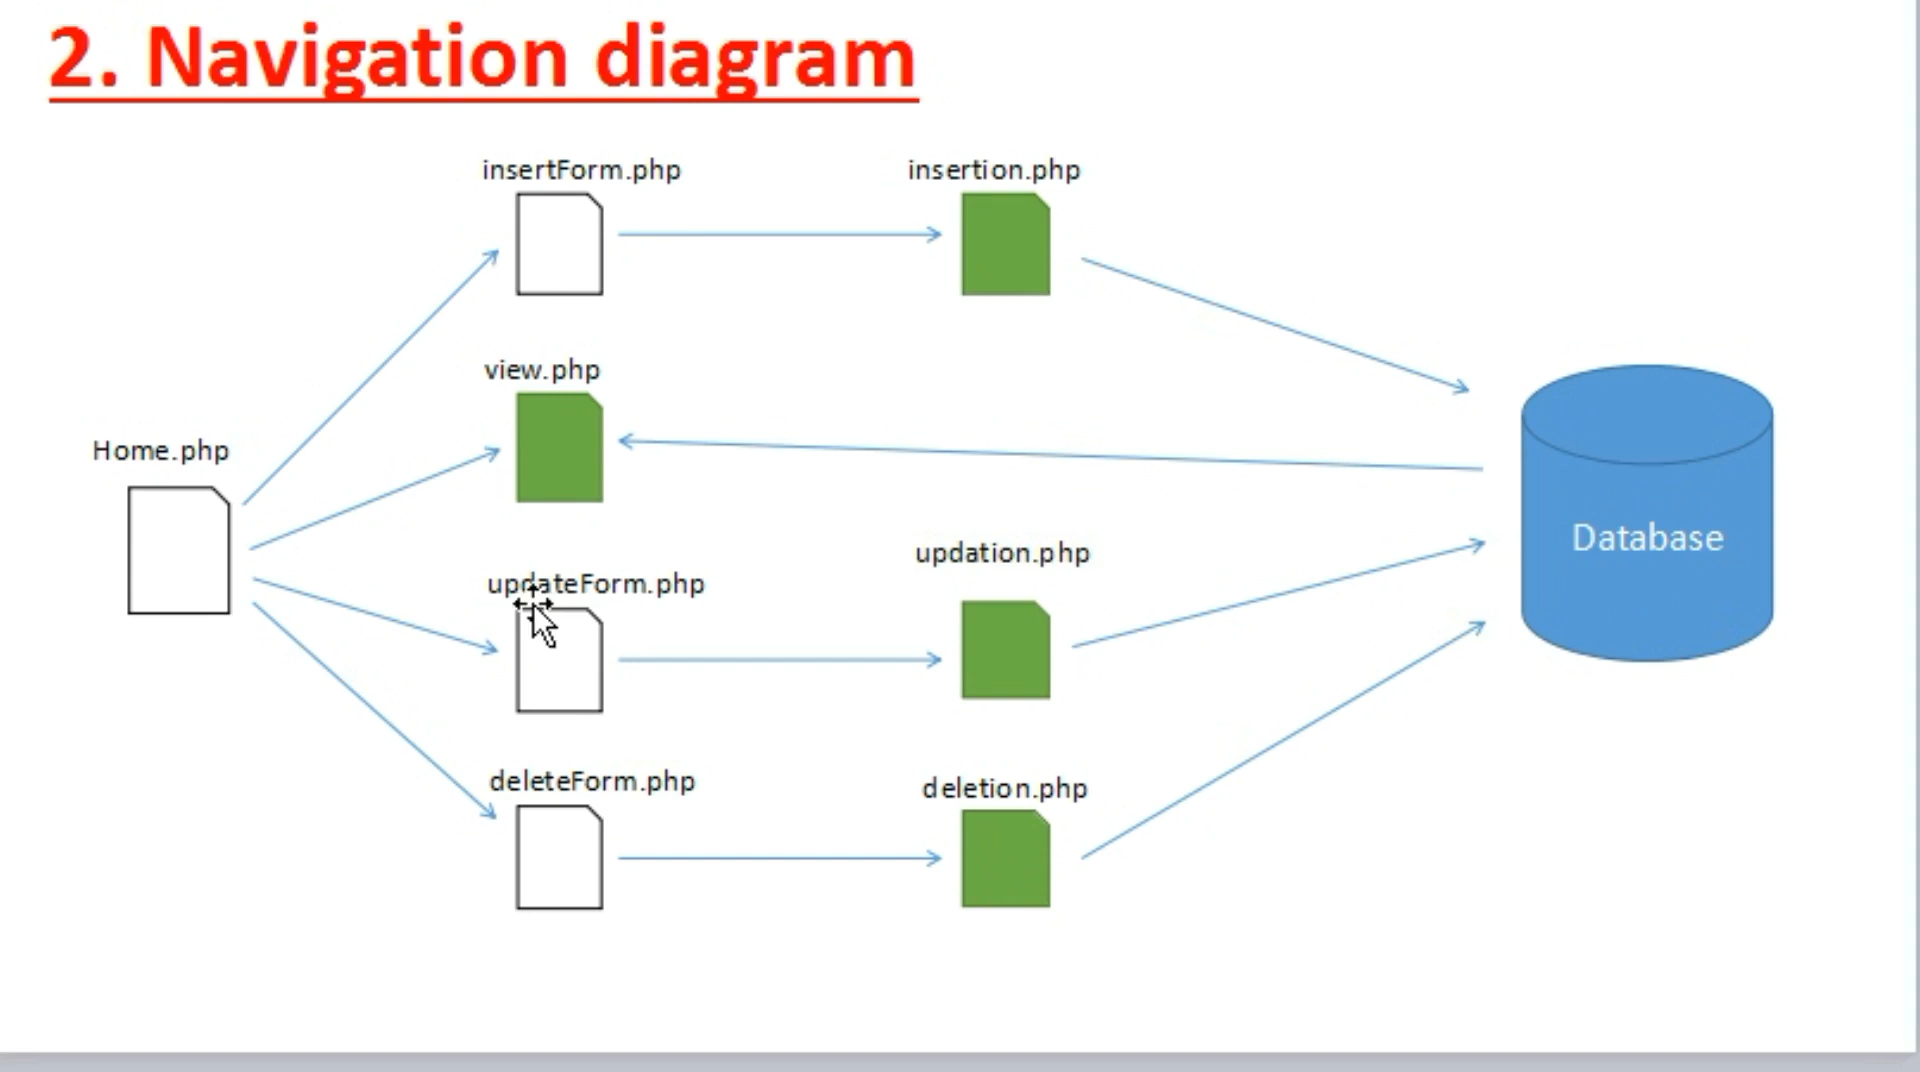 2. Navigation diagram
insertForm.php
insertion.php
view.php
Home.php
updation.php
updateForm.php
Database
deleteForm.php
deletion.php